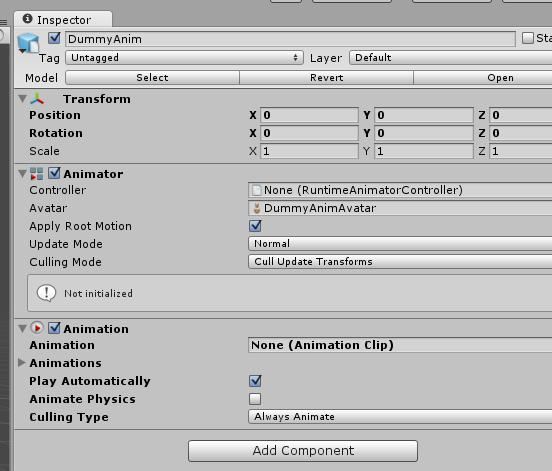 Inspector
DummyAnim Sta
Tag Untagged Layer Default
Model Select Revert Open
Transform
Position X 0 Y 0 Z 0
Rotation X 0 Y 0 Z 0
Scale X 1 Y 1 Z 1
Animator
Controller None (RuntimeAnimatorController)
Avatar DummyAnimAvatar
Apply Root Motion
Update Mode Normal
Culling Mode Cull Update Transforms
Not initialized
Animation
Animation None (Animation Clip)
Animations
Play Automatically
Animate Physics
Culling Type Always Animate
Add Component